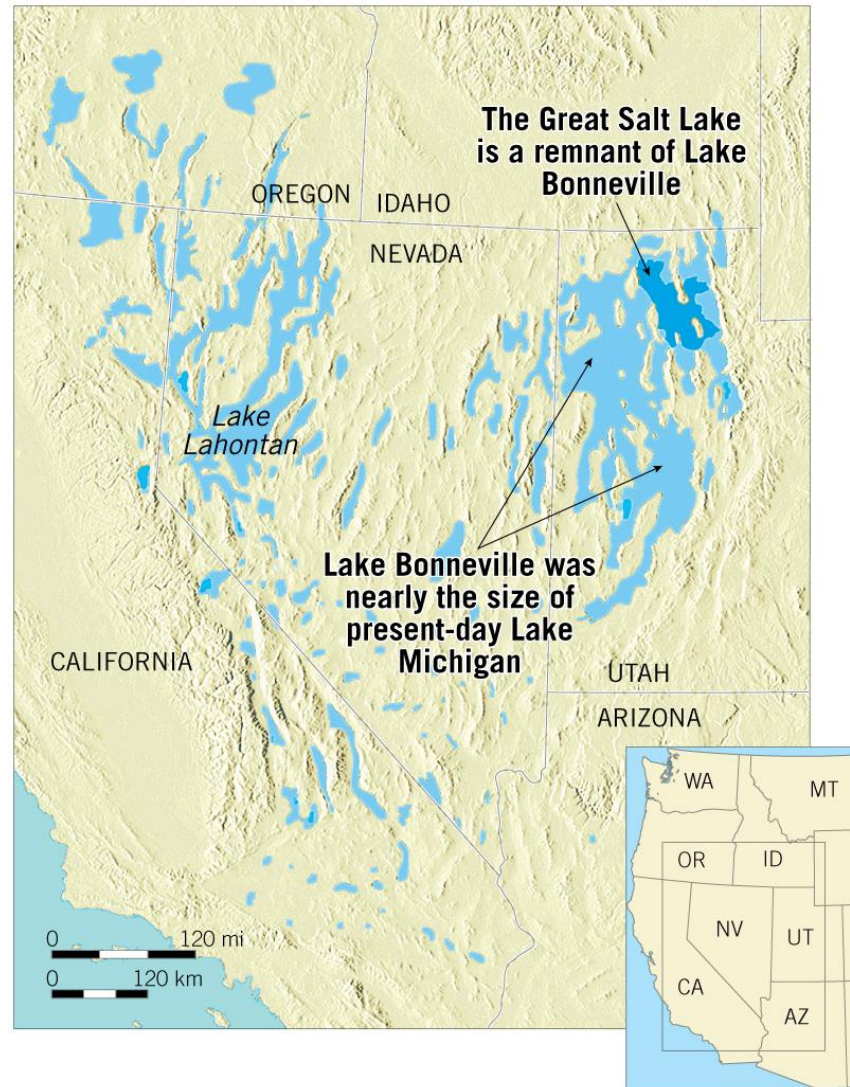 The Great Salt Lake
is a remnant of Lake
Bonneville
OREGON
IDAHO
NEVADA
Lake
Lahontan
Lake Bonneville was
nearly the size of
present-day Lake
Michigan
CALIFORNIA
UTAH
ARIZONA
0 120 mi
0 120 km
WA
MT
OR
ID
NV
UT
CA
AZ